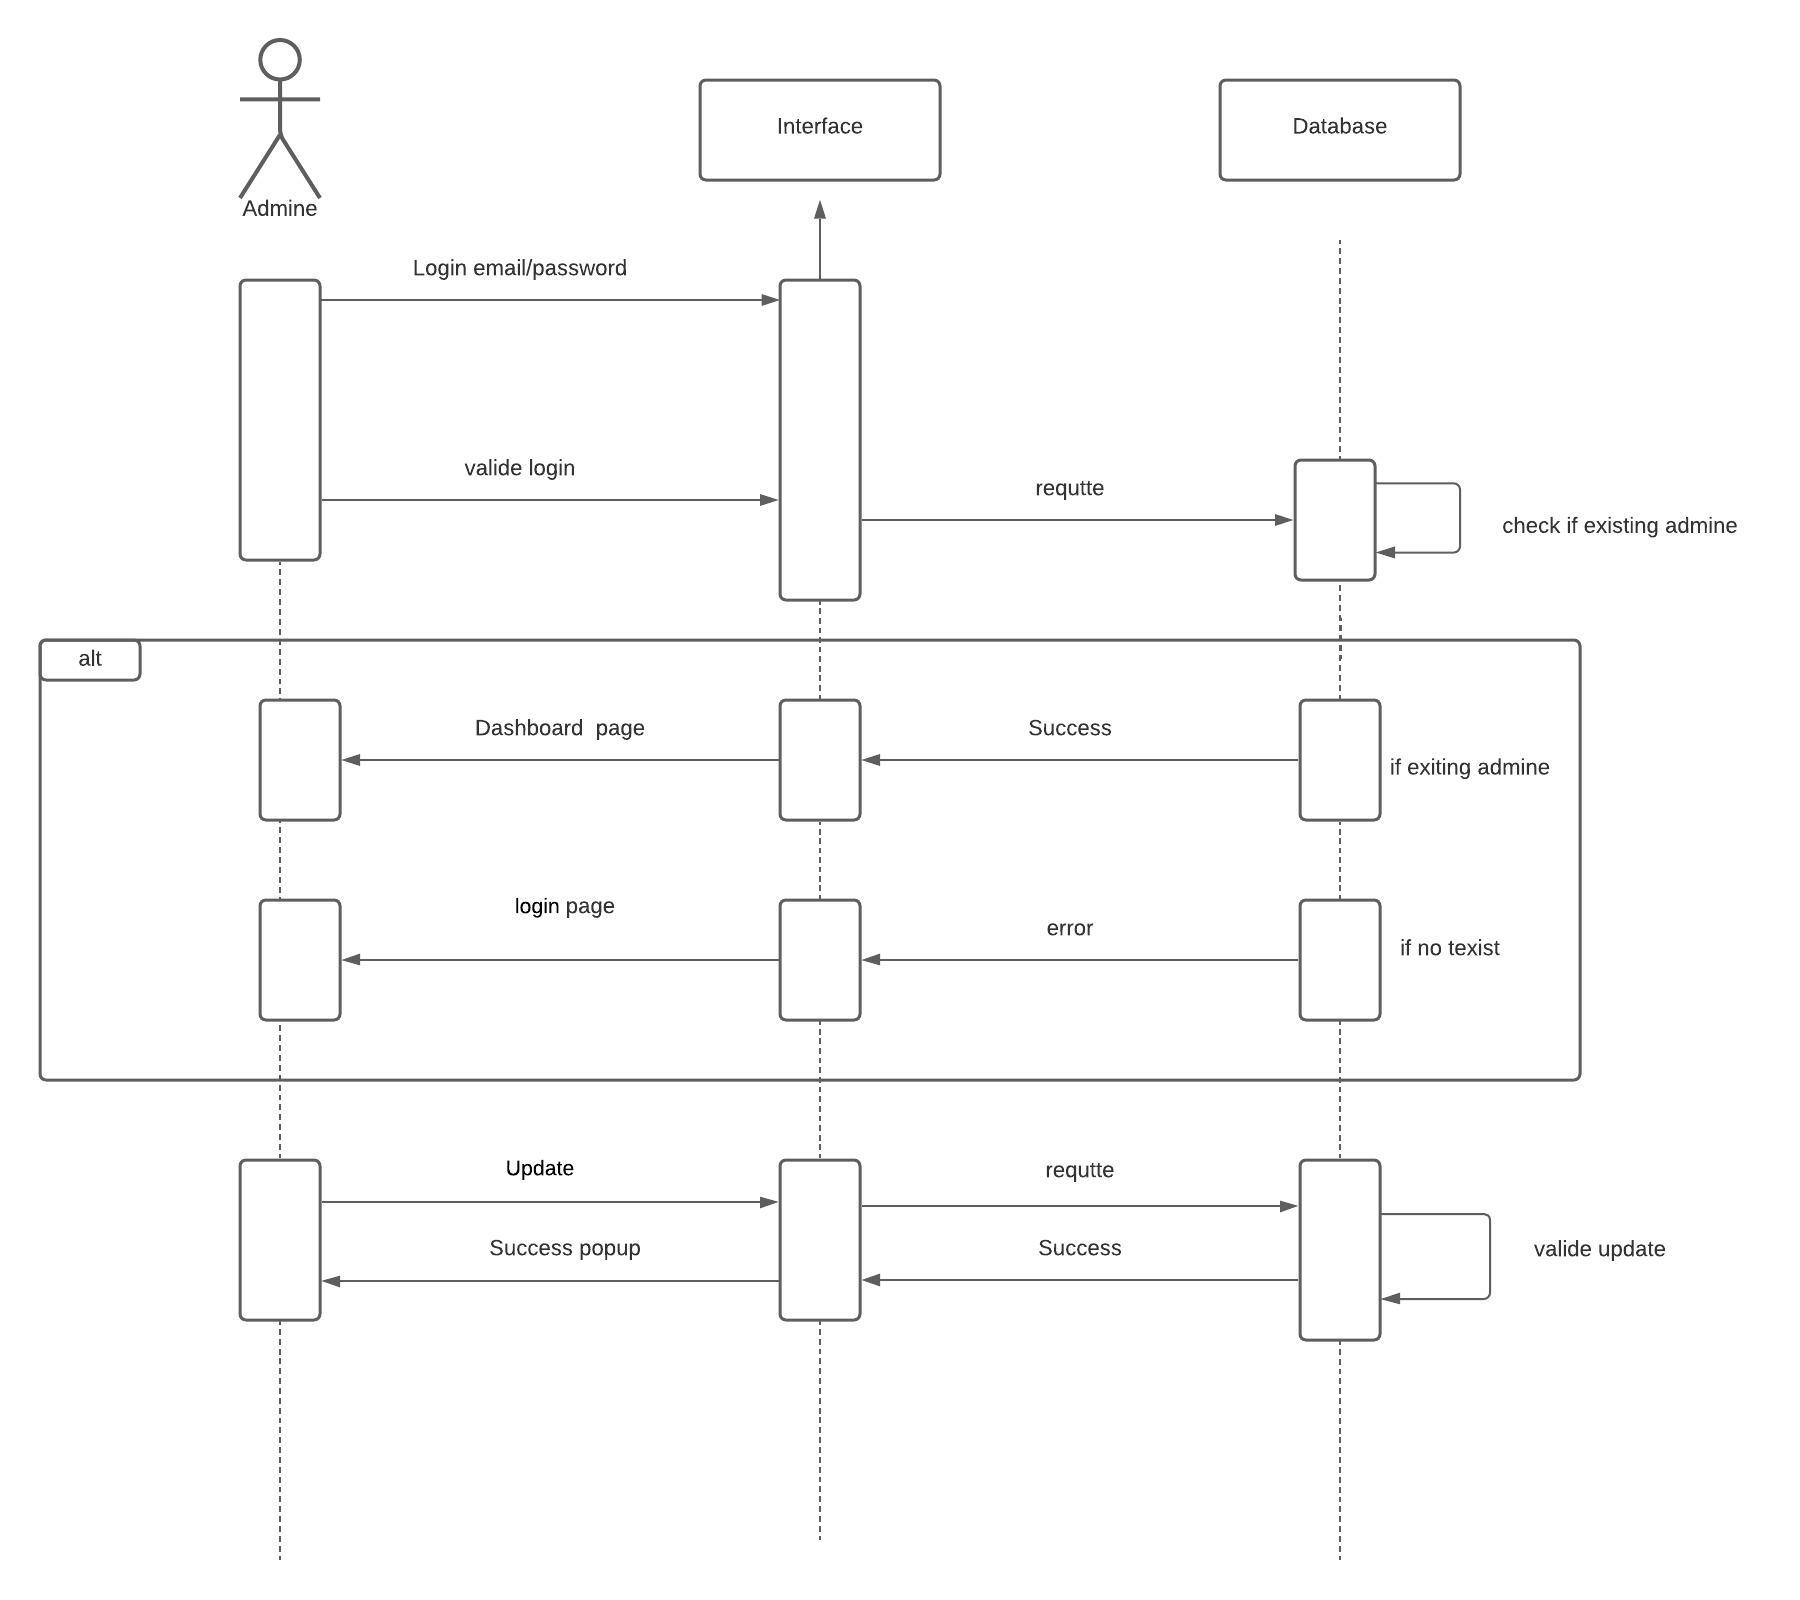 Admine
Interface
Database
Login email/password
valide login
requtte
check if existing admine
alt
Dashboard  page
Success
if exiting admine
login page
error
if no texist
Update
requtte
Success popup
Success
valide update